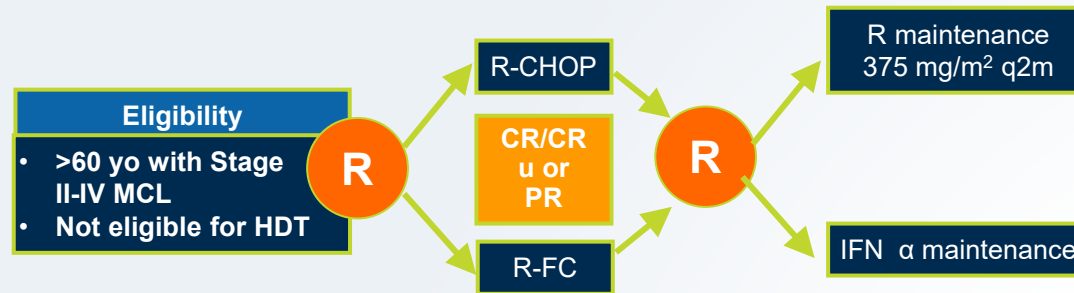 Eligibility
• >60 yo with Stage
II-IV MCL
• Not eligible for HDT
R
R-CHOP
CR/CR
u or
PR
R-FC
R
R maintenance
375 mg/m² q2m
IFN α maintenance